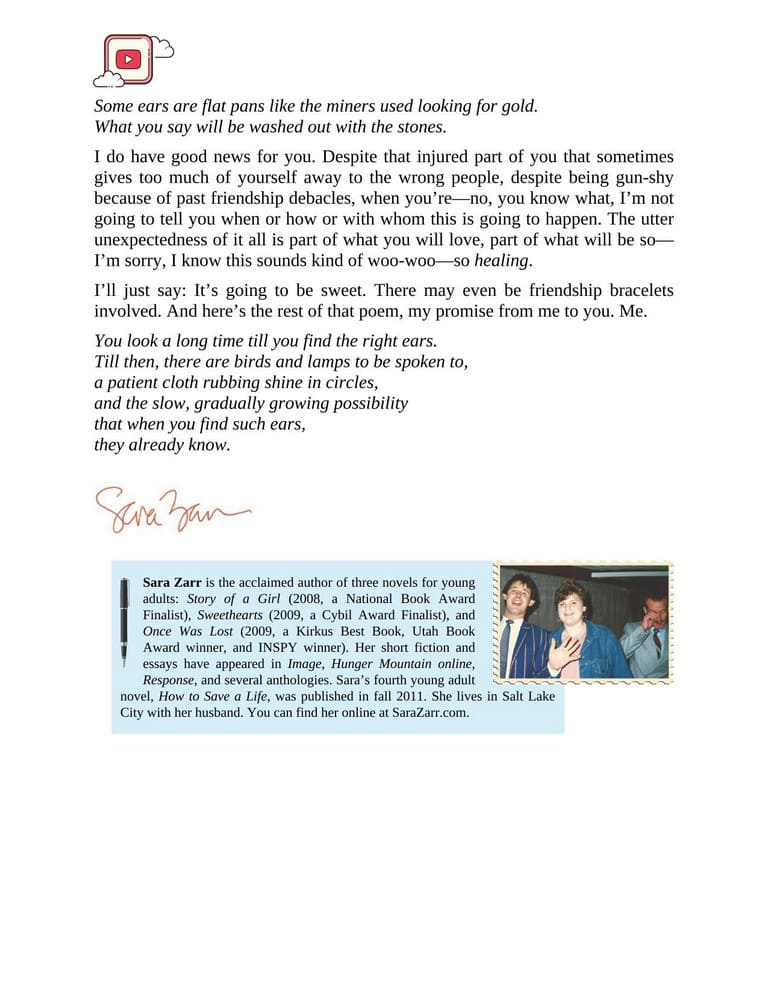 Some ears are flat pans like the miners used looking for gold.
What you say will be washed out with the stones.
I do have good news for you. Despite that injured part of you that sometimes
gives too much of yourself away to the wrong people, despite being gun-shy
because of past friendship debacles, when you’re—no, you know what, I’m not
going to tell you when or how or with whom this is going to happen. The utter
unexpectedness of it all is part of what you will love, part of what will be so—
I’m sorry, I know this sounds kind of woo-woo—so healing.
I’ll just say: It’s going to be sweet. There may even be friendship bracelets
involved. And here’s the rest of that poem, my promise from me to you. Me.
You look a long time till you find the right ears.
Till then, there are birds and lamps to be spoken to,
a patient cloth rubbing shine in circles,
and the slow, gradually growing possibility
that when you find such ears,
they already know.
Sara Zarr
Sara Zarr is the acclaimed author of three novels for young
adults: Story of a Girl (2008, a National Book Award
Finalist), Sweethearts (2009, a Cybil Award Finalist), and
Once Was Lost (2009, a Kirkus Best Book, Utah Book
Award winner, and INSPY winner). Her short fiction and
essays have appeared in Image, Hunger Mountain online,
Response, and several anthologies. Sara’s fourth young adult
novel, How to Save a Life, was published in fall 2011. She lives in Salt Lake
City with her husband. You can find her online at SaraZarr.com.